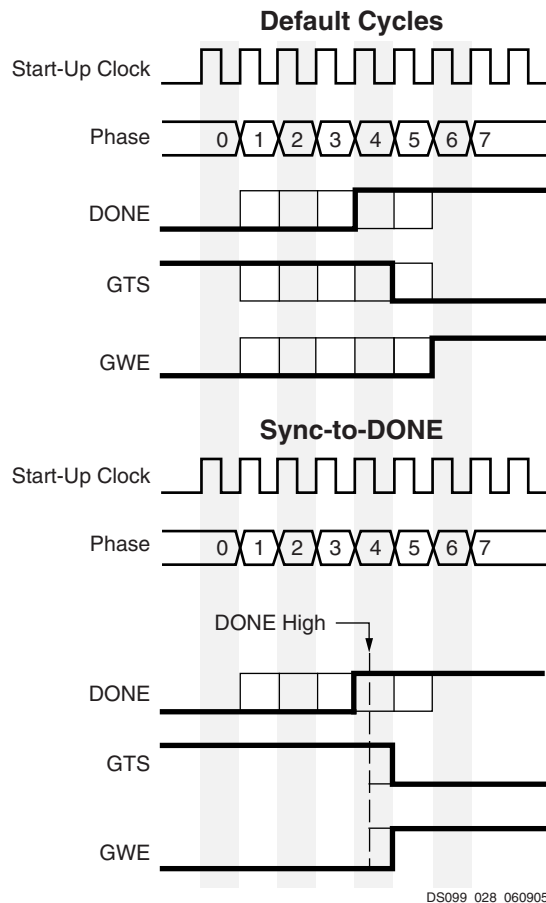 Default Cycles
Start-Up Clock
Phase
0 1 2 3 4 5 6 7
DONE
GTS
GWE
Sync-to-DONE
Start-Up Clock
Phase
0 1 2 3 4 5 6 7
DONE High
DONE
GTS
GWE
DS099_028_060905